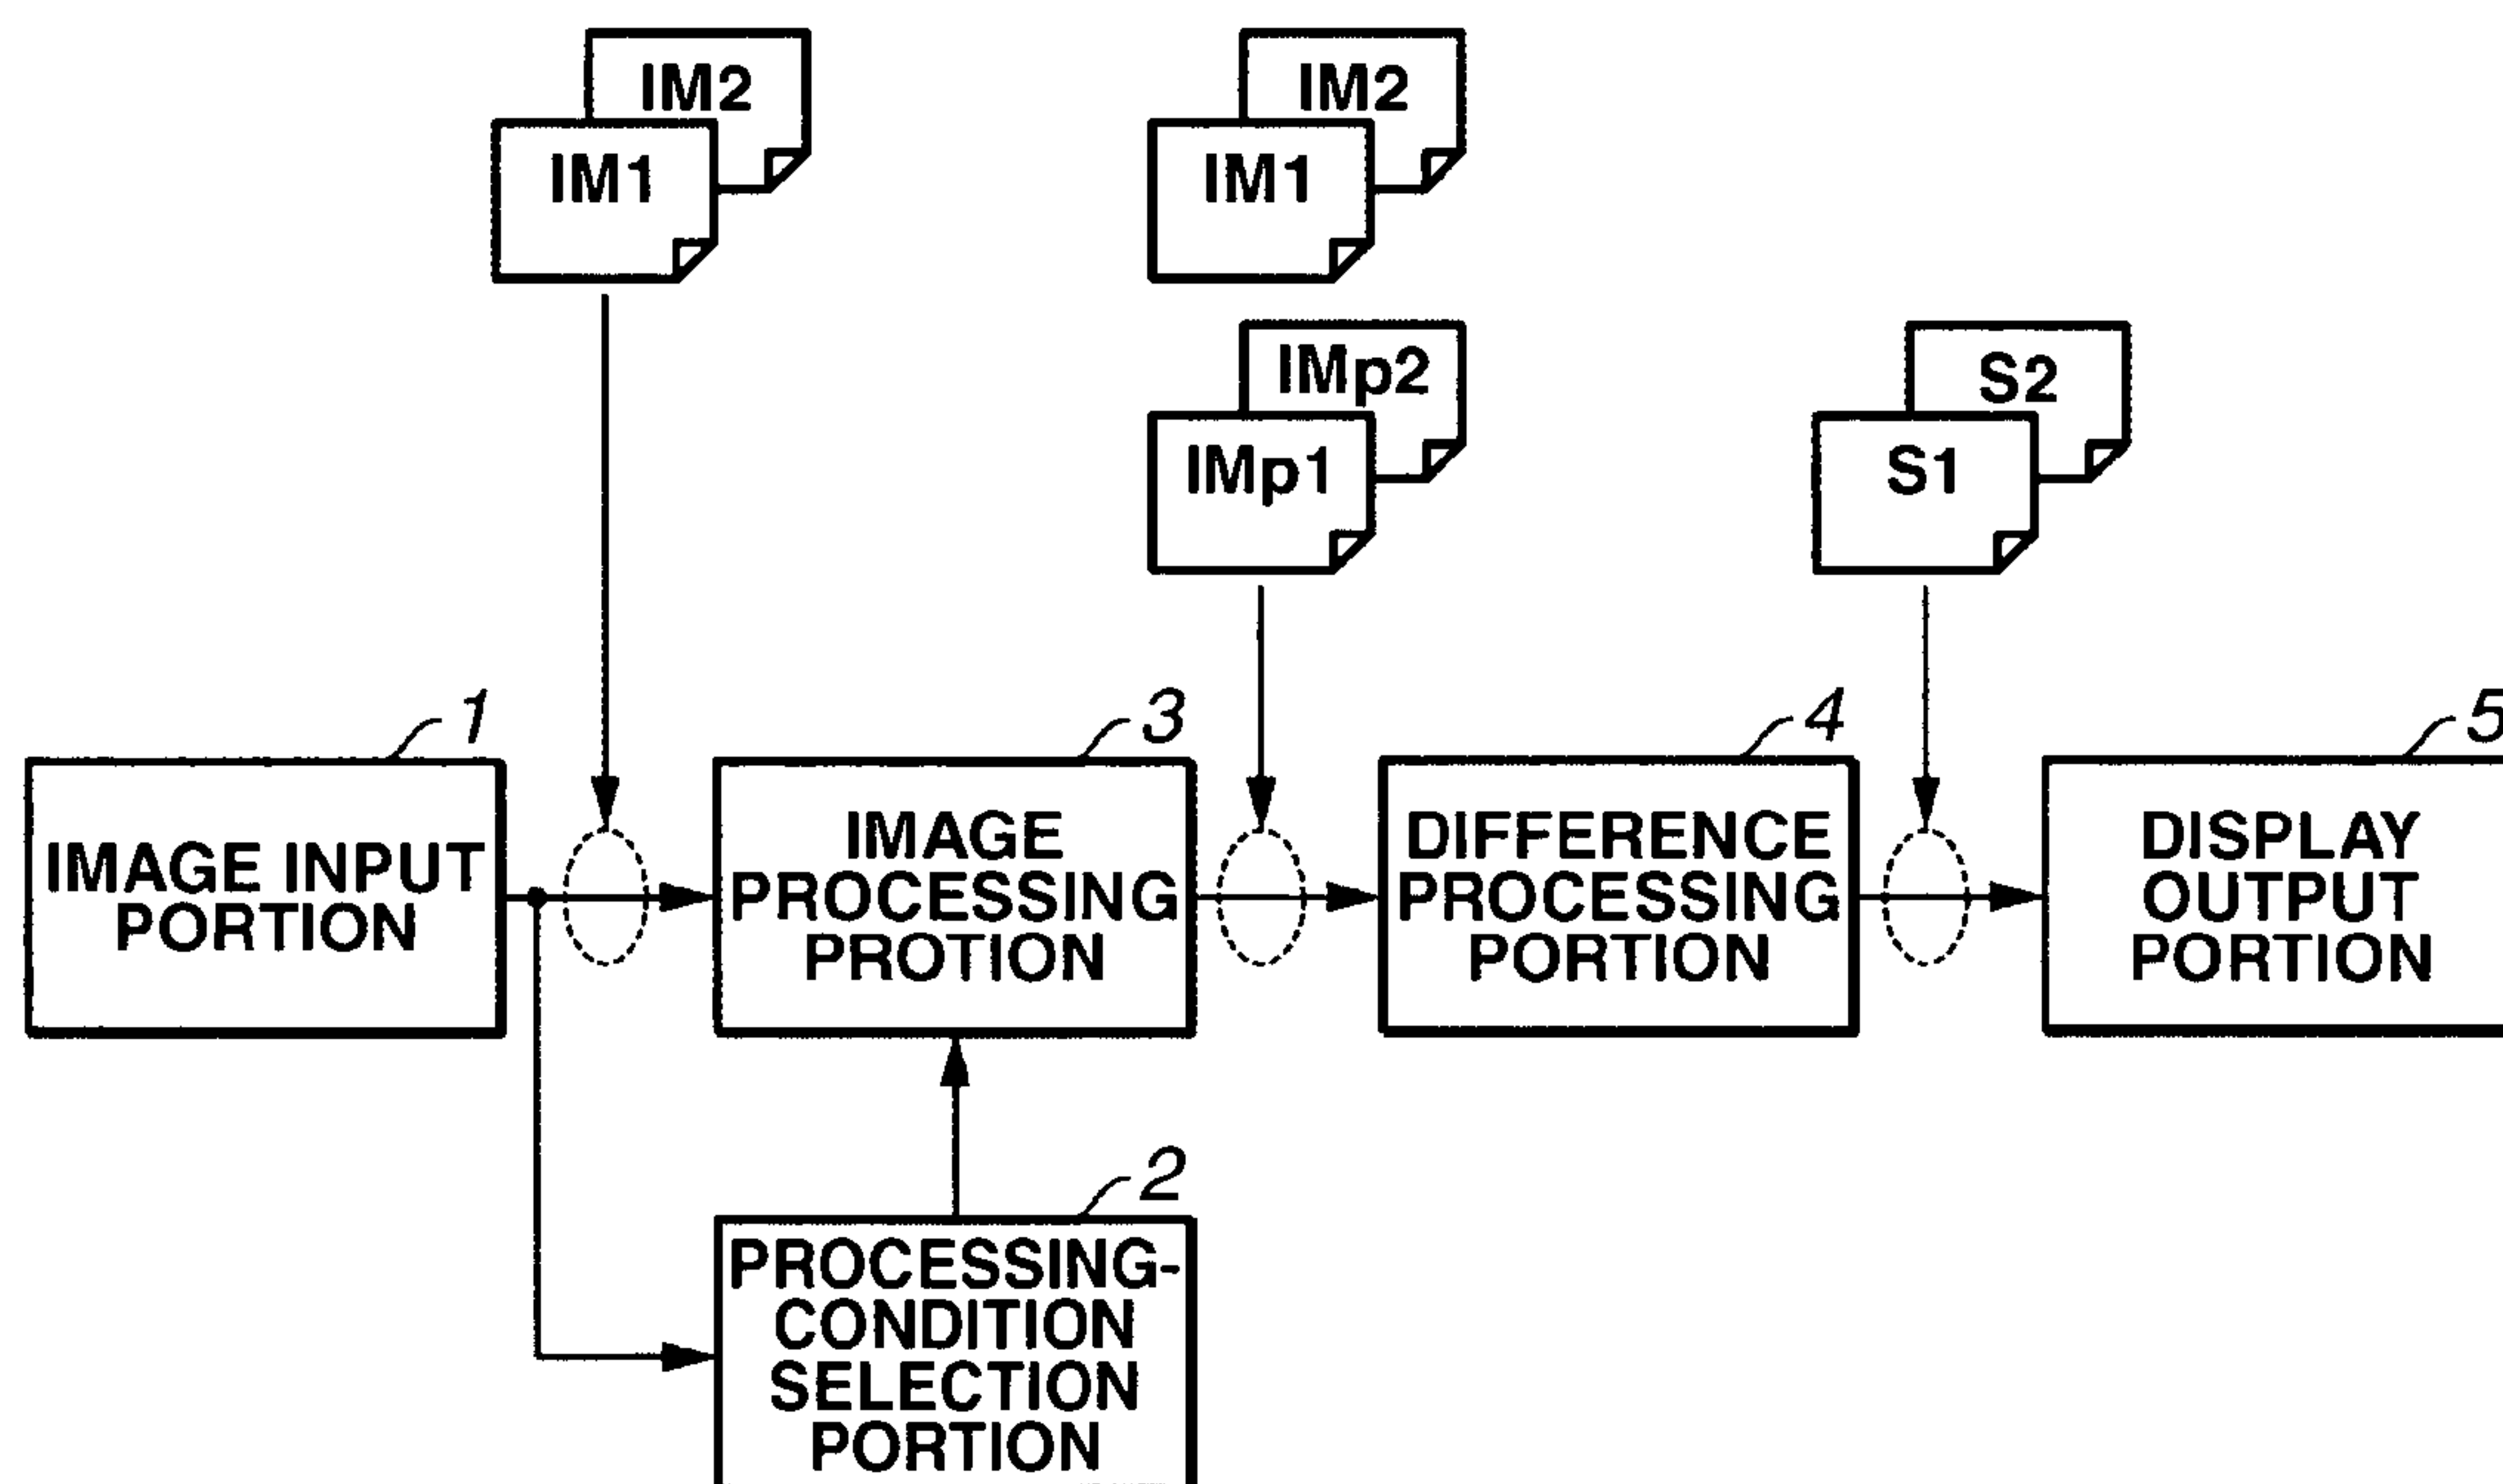 IM2
IM1
IM2
IM1
IMp2
IMp1
S2
S1
1
3
4
5
IMAGE INPUT
PORTION
IMAGE
PROCESSING
PROTION
DIFFERENCE
PROCESSING
PORTION
DISPLAY
OUTPUT
PORTION
2
PROCESSING-
CONDITION
SELECTION
PORTION